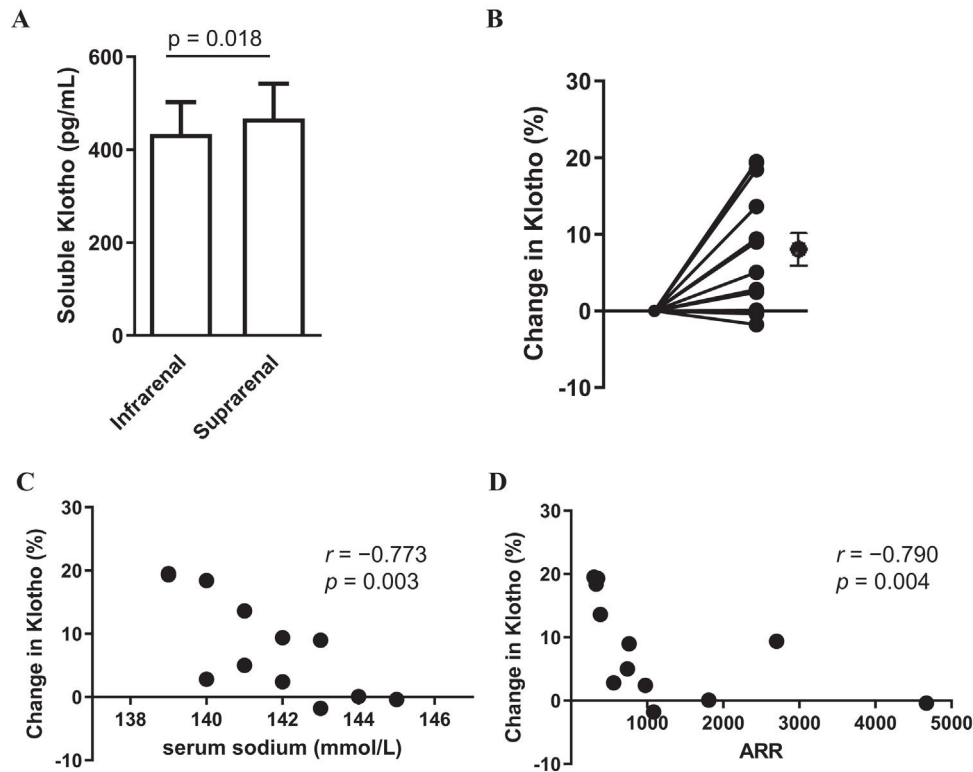 A
p = 0.018
Soluble Klotho (pg/mL)
600
400
200
0
Infrarenal
Suprarenal
B
Change in Klotho (%)
30
20
10
0
-10
C
Change in Klotho (%)
30
20
10
0
-10
r = −0.773
p = 0.003
138 140 142 144 146
serum sodium (mmol/L)
D
Change in Klotho (%)
30
20
10
0
-10
r = −0.790
p = 0.004
1000 2000 3000 4000 5000
ARR